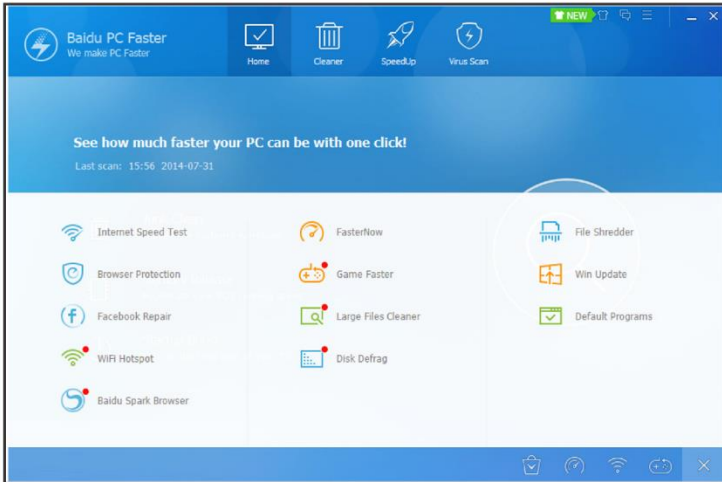 NEW
Baidu PC Faster
We make PC Faster
Home
Cleaner
SpeedUp
Virus Scan
See how much faster your PC can be with one click!
Last scan: 15:56 2014-07-31
Internet Speed Test
FasterNow
File Shredder
Browser Protection
Game Faster
Win Update
Facebook Repair
Large Files Cleaner
Default Programs
WiFi Hotspot
Disk Defrag
Baidu Spark Browser